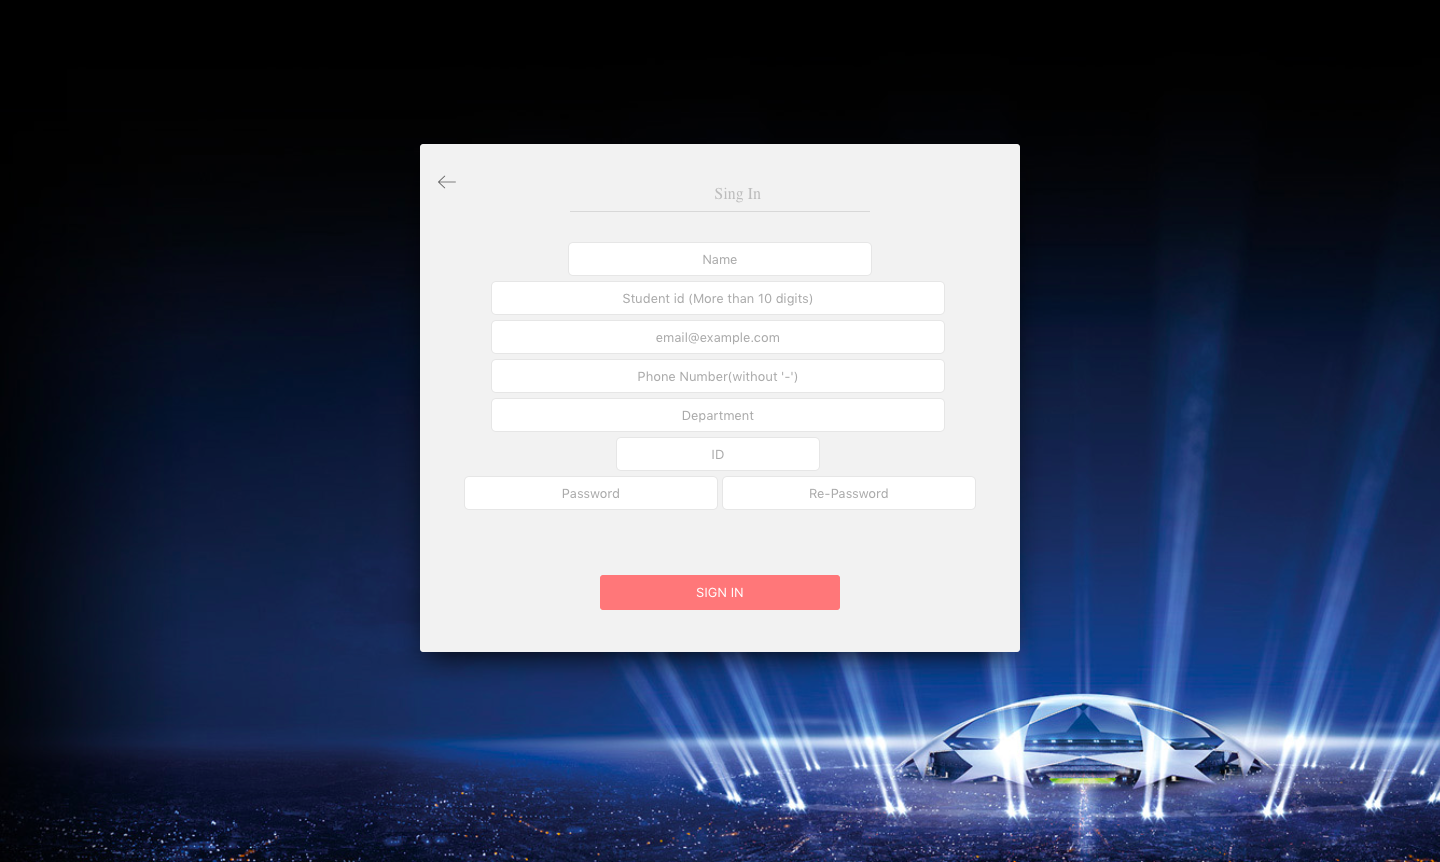 Sing In
Name
Student id (More than 10 digits)
email@example.com
Phone Number(without '-')
Department
ID
Password Re-Password
SIGN IN